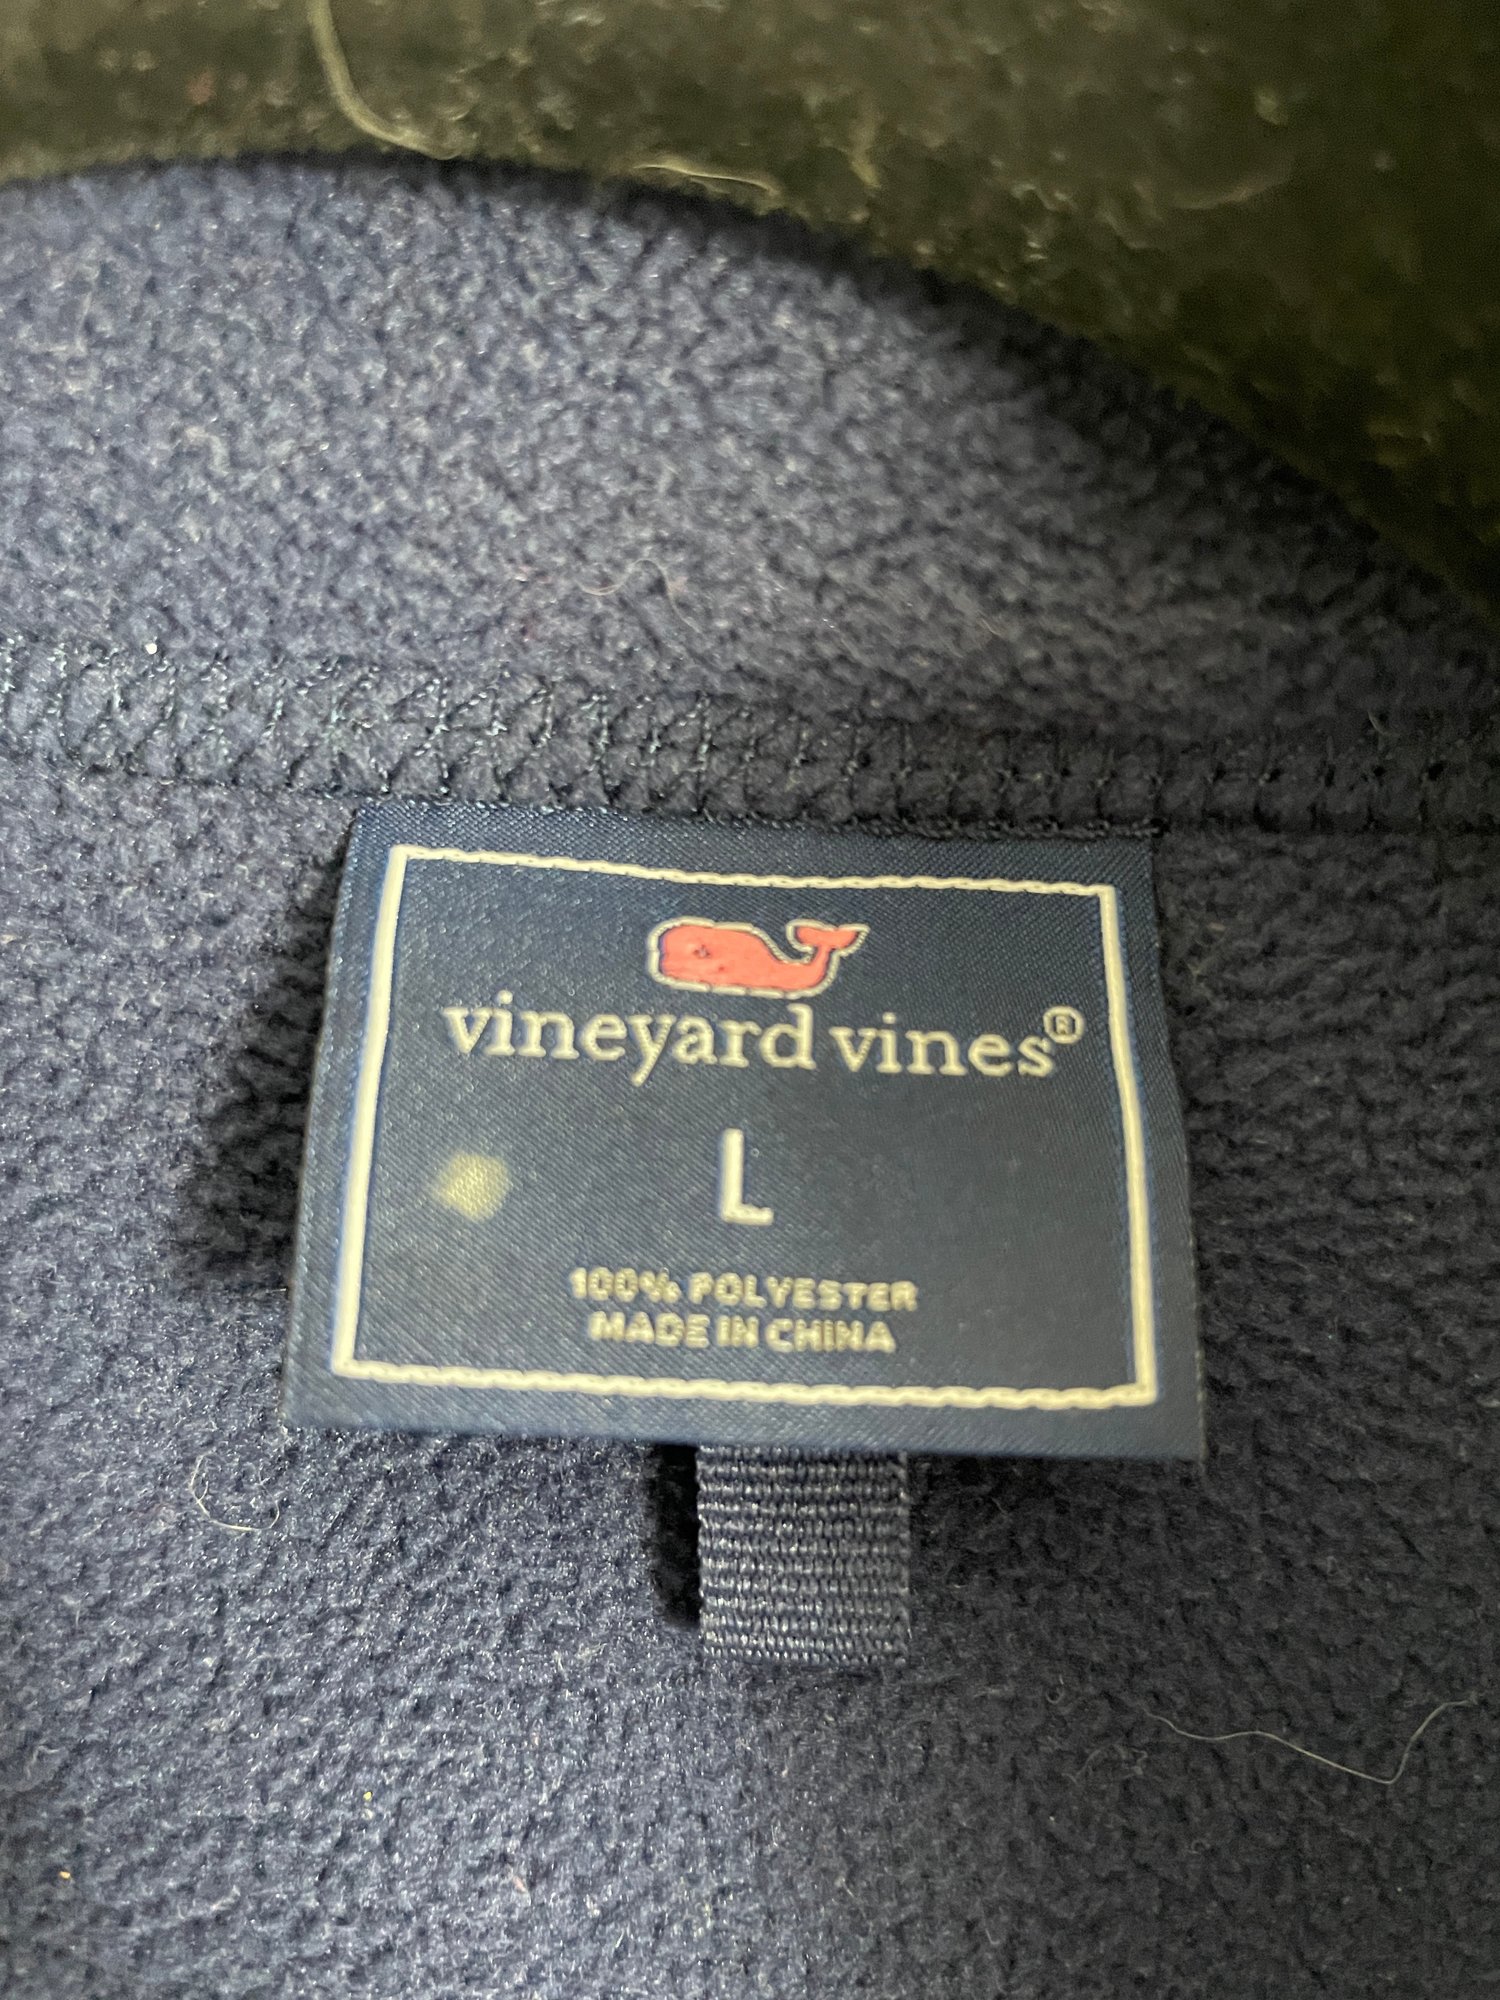 vineyard vines®
L
100% POLYESTER
MADE IN CHINA